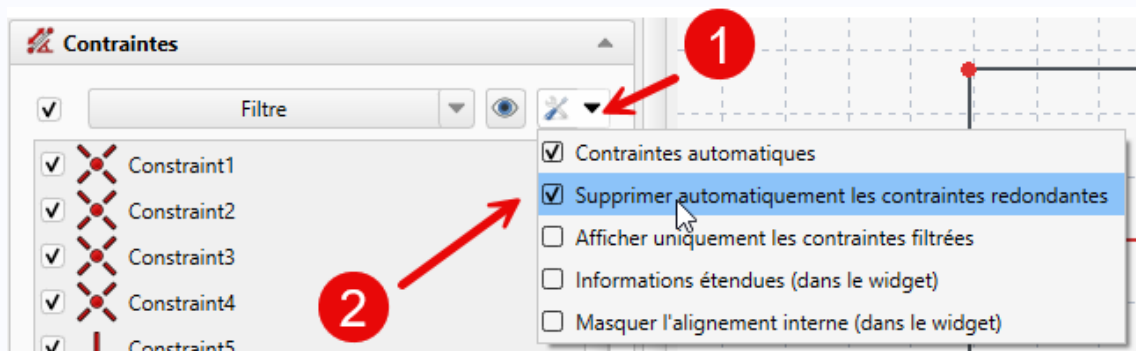 Contraintes
1
Filtre
Contraintes automatiques
Constraint1
Supprimer automatiquement les contraintes redondantes
Constraint2
Afficher uniquement les contraintes filtrées
Constraint3
Informations étendues (dans le widget)
Constraint4
2
Masquer l'alignement interne (dans le widget)
Constraint5